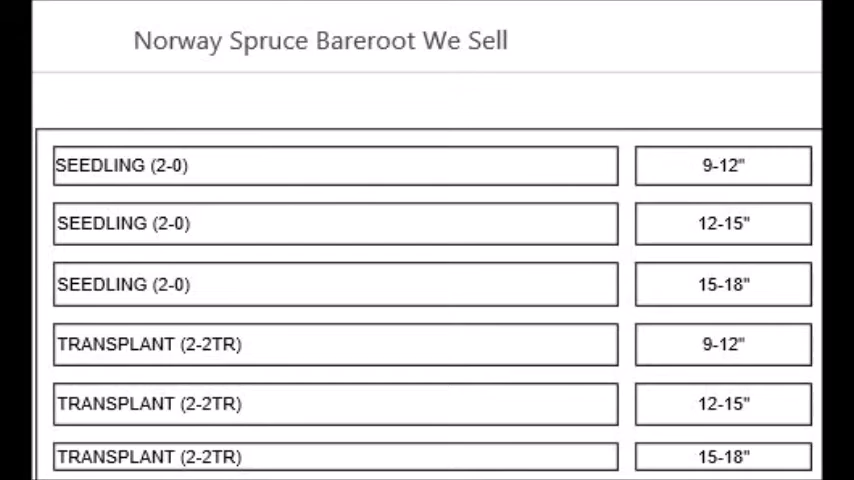 Norway Spruce Bareroot We Sell
SEEDLING (2-0) 9-12"
SEEDLING (2-0) 12-15"
SEEDLING (2-0) 15-18"
TRANSPLANT (2-2TR) 9-12"
TRANSPLANT (2-2TR) 12-15"
TRANSPLANT (2-2TR) 15-18"